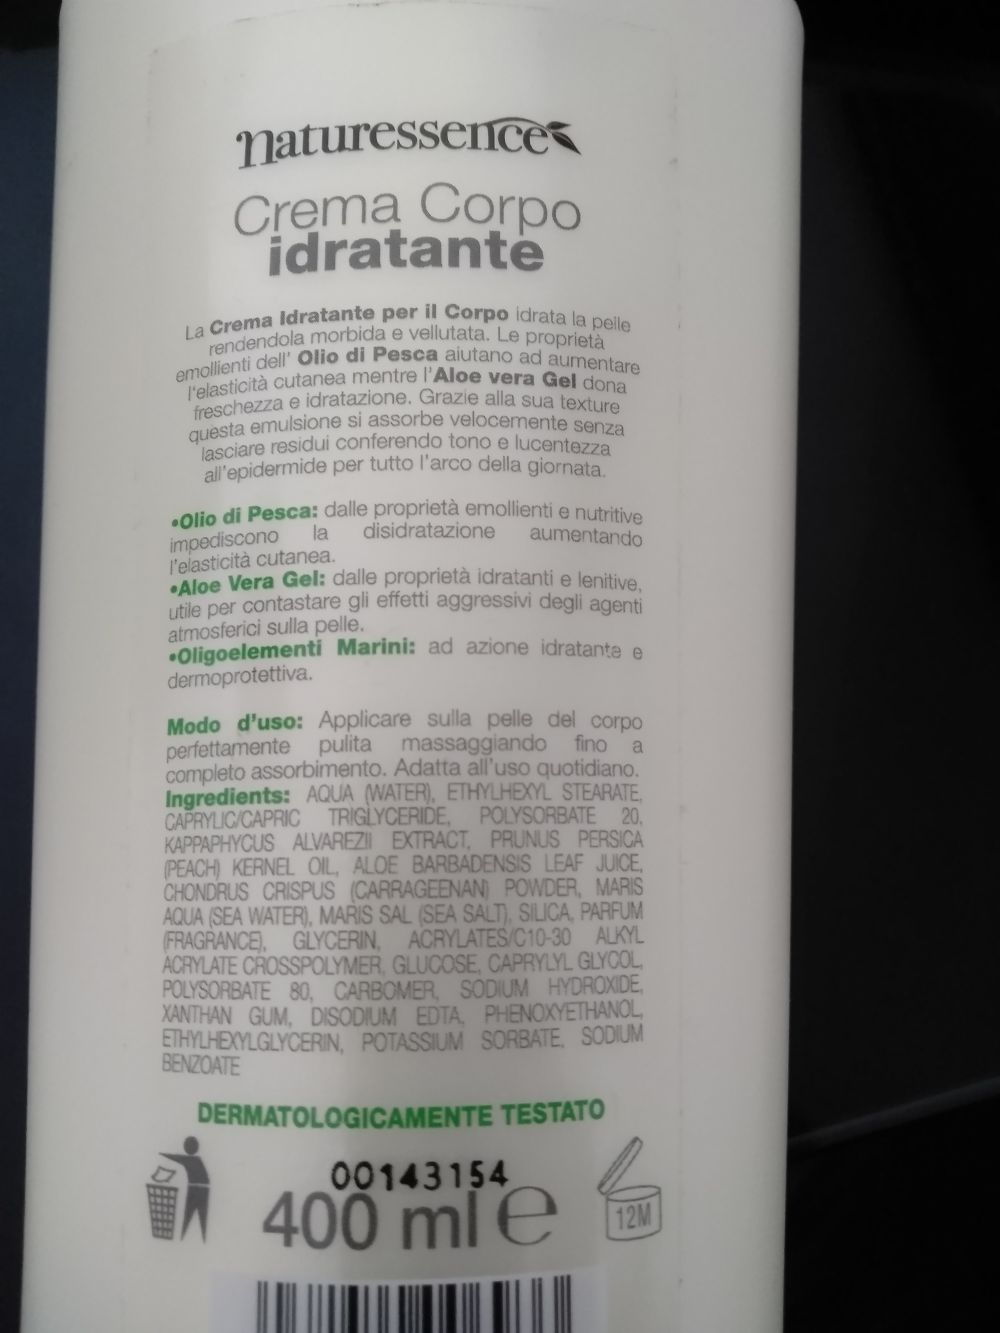 naturessence
Crema Corpo
idratante
La Crema Idratante per il Corpo idrata la pelle
rendendola morbida e vellutata. Le proprietà
emollienti dell' Olio di Pesca aiutano ad aumentare
l'elasticità cutanea mentre l'Aloe vera Gel dona
freschezza e idratazione. Grazie alla sua texture
questa emulsione si assorbe velocemente senza
lasciare residui conferendo tono e lucentezza
all'epidermide per tutto l'arco della giornata.
•Olio di Pesca: dalle proprietà emollienti e nutritive
impediscono la disidratazione aumentando
l'elasticità cutanea.
•Aloe Vera Gel: dalle proprietà idratanti e lenitive,
utile per contastare gli effetti aggressivi degli agenti
atmosferici sulla pelle.
•Oligoelementi Marini: ad azione idratante e
dermoprotettiva.
Modo d'uso: Applicare sulla pelle del corpo
perfettamente pulita massaggiando fino a
completo assorbimento. Adatta all'uso quotidiano.
Ingredients: AQUA (WATER), ETHYLHEXYL STEARATE,
CAPRYLIC/CAPRIC TRIGLYCERIDE, POLYSORBATE 20,
KAPPAPHYCUS ALVAREZII EXTRACT, PRUNUS PERSICA
(PEACH) KERNEL OIL, ALOE BARBADENSIS LEAF JUICE,
CHONDRUS CRISPUS (CARRAGEENAN) POWDER, MARIS
AQUA (SEA WATER), MARIS SAL (SEA SALT), SILICA, PARFUM
(FRAGRANCE), GLYCERIN, ACRYLATES/C10-30 ALKYL
ACRYLATE CROSSPOLYMER, GLUCOSE, CAPRYLYL GLYCOL,
POLYSORBATE 80, CARBOMER, SODIUM HYDROXIDE,
XANTHAN GUM, DISODIUM EDTA, PHENOXYETHANOL,
ETHYLHEXYLGLYCERIN, POTASSIUM SORBATE, SODIUM
BENZOATE
DERMATOLOGICAMENTE TESTATO
00143154
400 ml e
12M